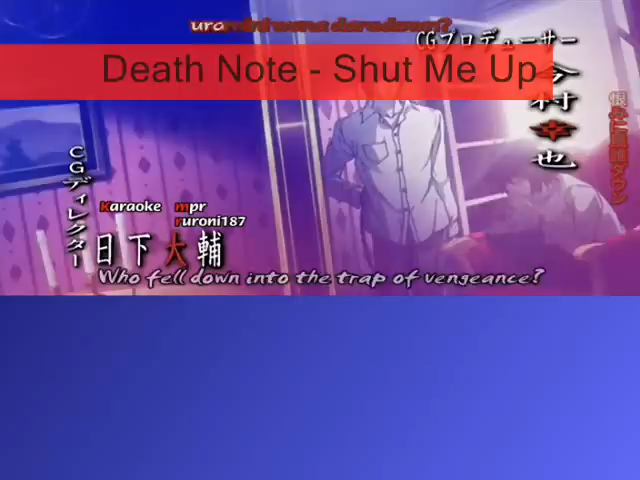 CGプロデューサー
Death Note - Shut Me Up
今村幸也
CGディレクター
Karaoke mpr
ruroni187
日下大輔
Who fell down into the trap of vengeance?